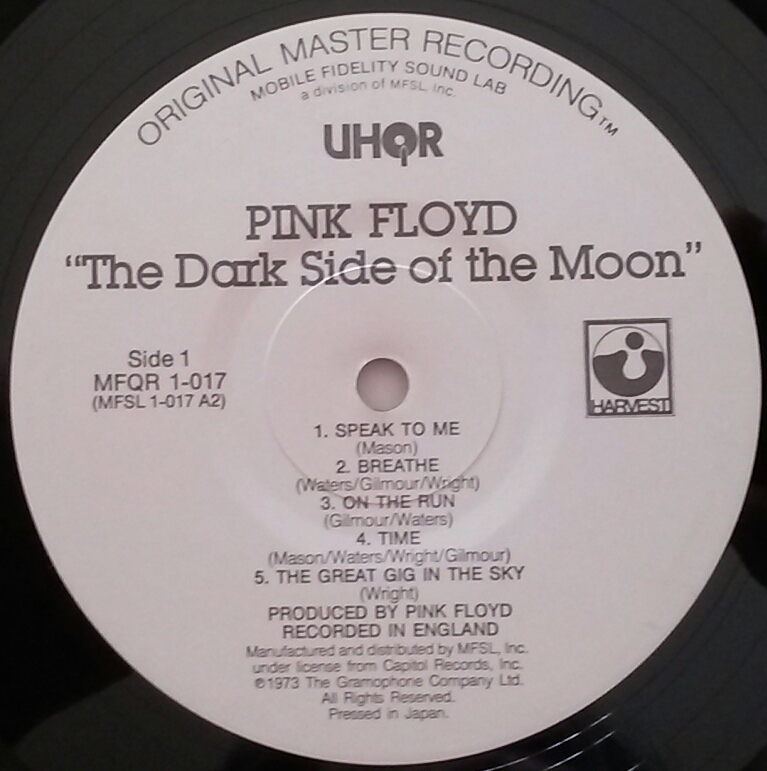 ORIGINAL MASTER RECORDING™
MOBILE FIDELITY SOUND LAB
a division of MFSL, Inc.
UHQR
PINK FLOYD
“The Dark Side of the Moon”
Side 1
MFQR 1-017
(MFSL 1-017 A2)
HARVEST
1. SPEAK TO ME
(Mason)
2. BREATHE
(Waters/Gilmour/Wright)
3. ON THE RUN
(Gilmour/Waters)
4. TIME
(Mason/Waters/Wright/Gilmour)
5. THE GREAT GIG IN THE SKY
(Wright)
PRODUCED BY PINK FLOYD
RECORDED IN ENGLAND
Manufactured and distributed by MFSL, Inc.
under license from Capitol Records, Inc.
℗1973 The Gramophone Company Ltd.
All Rights Reserved.
Pressed in Japan.